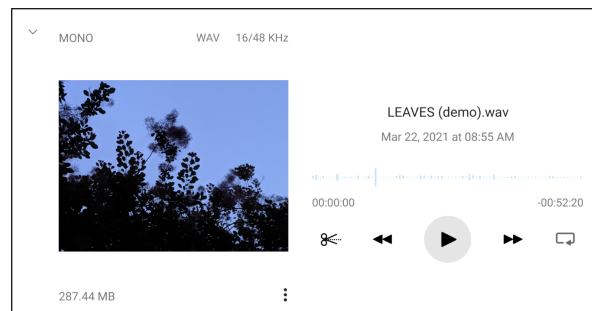 MONO WAV 16/48 KHz
LEAVES (demo).wav
Mar 22, 2021 at 08:55 AM
00:00:00 -00:52:20
287.44 MB